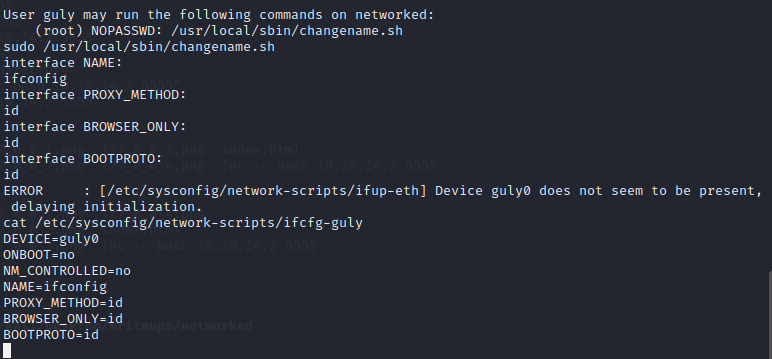 User guly may run the following commands on networked:
(root) NOPASSWD: /usr/local/sbin/changename.sh
sudo /usr/local/sbin/changename.sh
interface NAME:
ifconfig
interface PROXY_METHOD:
id
interface BROWSER_ONLY:
id
interface BOOTPROTO:
id
ERROR     : [/etc/sysconfig/network-scripts/ifup-eth] Device guly0 does not seem to be present,
delaying initialization.
cat /etc/sysconfig/network-scripts/ifcfg-guly
DEVICE=guly0
ONBOOT=no
NM_CONTROLLED=no
NAME=ifconfig
PROXY_METHOD=id
BROWSER_ONLY=id
BOOTPROTO=id